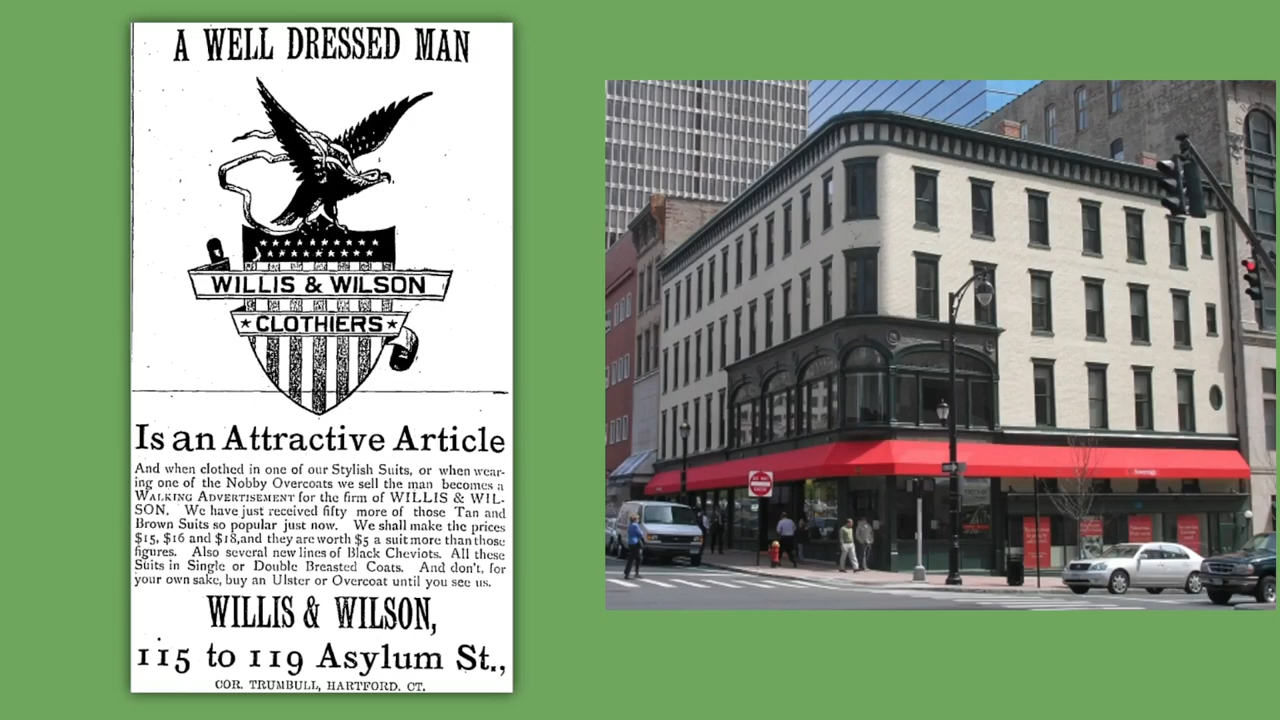 A WELL DRESSED MAN
WILLIS & WILSON
CLOTHIERS
Is an Attractive Article
And when clothed in one of our Stylish Suits, or when wear-
ing one of the Nobby Overcoats we sell the man becomes a
WALKING ADVERTISEMENT for the firm of WILLIS & WIL-
SON. We have just received fifty more of those Tan and
Brown Suits so popular just now. We shall make the prices
$15, $16 and $18, and they are worth $5 a suit more than those
figures. Also several new lines of Black Cheviots. All these
Suits in Single or Double Breasted Coats. And don't, for
your own sake, buy an Ulster or Overcoat until you see us.
WILLIS & WILSON,
115 to 119 Asylum St.,
COR. TRUMBULL, HARTFORD. CT.
Sovereign